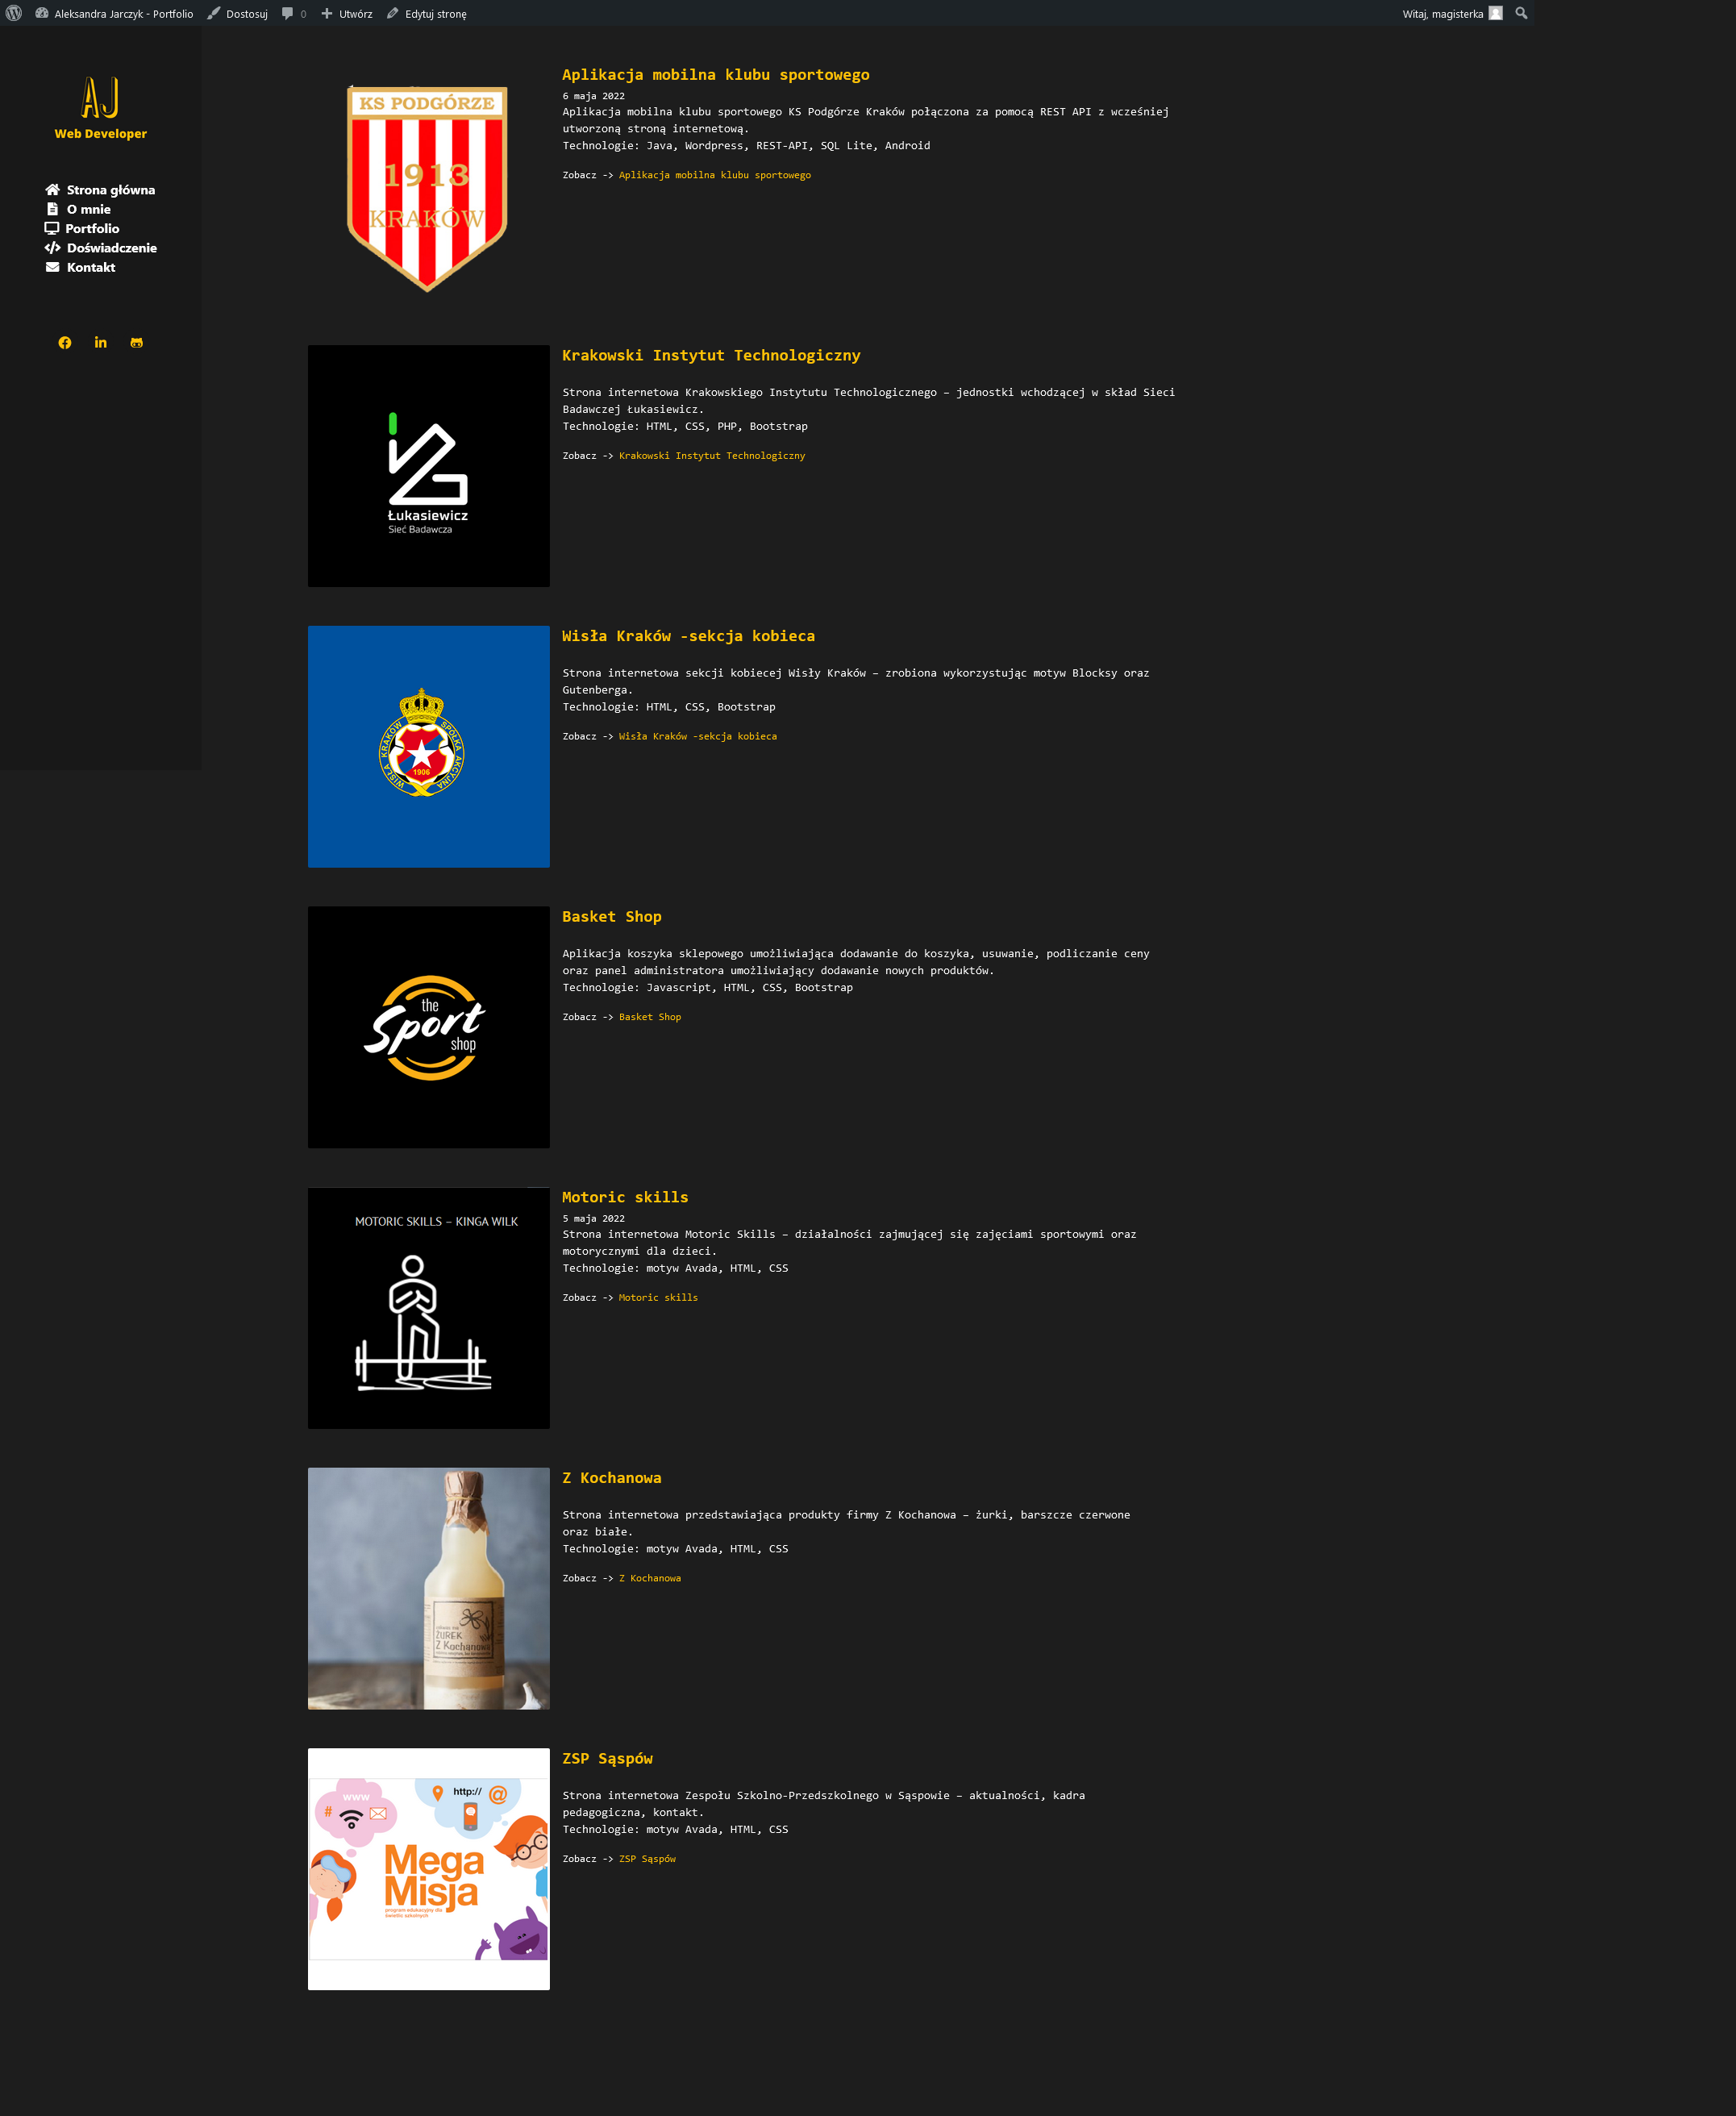 Aleksandra Jarczyk - Portfolio Dostosuj 0 Utwórz Edytuj stronę Witaj, magisterka
AJ
Web Developer
Strona główna
O mnie
Portfolio
Doświadczenie
Kontakt
KS PODGÓRZE
1913
KRAKÓW
Aplikacja mobilna klubu sportowego
6 maja 2022
Aplikacja mobilna klubu sportowego KS Podgórze Kraków połączona za pomocą REST API z wcześniej
utworzoną stroną internetową.
Technologie: Java, Wordpress, REST-API, SQL Lite, Android
Zobacz -> Aplikacja mobilna klubu sportowego
Łukasiewicz
Sieć Badawcza
Krakowski Instytut Technologiczny
Strona internetowa Krakowskiego Instytutu Technologicznego – jednostki wchodzącej w skład Sieci
Badawczej Łukasiewicz.
Technologie: HTML, CSS, PHP, Bootstrap
Zobacz -> Krakowski Instytut Technologiczny
WISŁA KRAKÓW SPÓŁKA AKCYJNA
1906
Wisła Kraków -sekcja kobieca
Strona internetowa sekcji kobiecej Wisły Kraków – zrobiona wykorzystując motyw Blocksy oraz
Gutenberga.
Technologie: HTML, CSS, Bootstrap
Zobacz -> Wisła Kraków -sekcja kobieca
the
Sport
shop
Basket Shop
Aplikacja koszyka sklepowego umożliwiająca dodawanie do koszyka, usuwanie, podliczanie ceny
oraz panel administratora umożliwiający dodawanie nowych produktów.
Technologie: Javascript, HTML, CSS, Bootstrap
Zobacz -> Basket Shop
MOTORIC SKILLS – KINGA WILK
Motoric skills
5 maja 2022
Strona internetowa Motoric Skills – działalności zajmującej się zajęciami sportowymi oraz
motorycznymi dla dzieci.
Technologie: motyw Avada, HTML, CSS
Zobacz -> Motoric skills
ŻUREK
Z Kochanowa
Z Kochanowa
Strona internetowa przedstawiająca produkty firmy Z Kochanowa – żurki, barszcze czerwone
oraz białe.
Technologie: motyw Avada, HTML, CSS
Zobacz -> Z Kochanowa
www
http://
# @
Mega
Misja
program edukacyjny dla
świetlic szkolnych
ZSP Sąspów
Strona internetowa Zespołu Szkolno-Przedszkolnego w Sąspowie – aktualności, kadra
pedagogiczna, kontakt.
Technologie: motyw Avada, HTML, CSS
Zobacz -> ZSP Sąspów